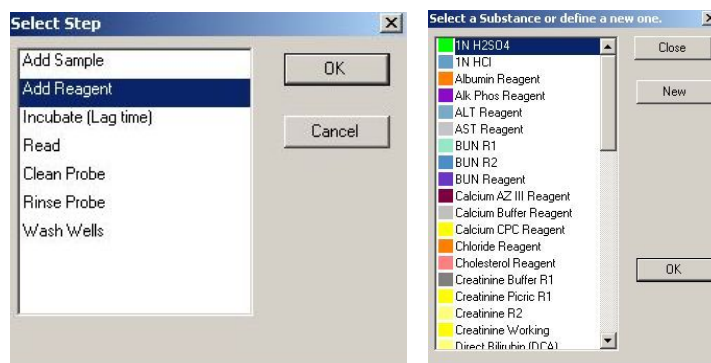 Select Step
Add Sample
Add Reagent
Incubate (Lag time)
Read
Clean Probe
Rinse Probe
Wash Wells
OK
Cancel
Select a Substance or define a new one.
1N H2SO4
1N HCl
Albumin Reagent
Alk Phos Reagent
ALT Reagent
AST Reagent
BUN R1
BUN R2
BUN Reagent
Calcium AZ III Reagent
Calcium Buffer Reagent
Calcium CPC Reagent
Chloride Reagent
Cholesterol Reagent
Creatinine Buffer R1
Creatinine Picric R1
Creatinine R2
Creatinine Working
Direct Bilirubin (DCA)
Close
New
OK